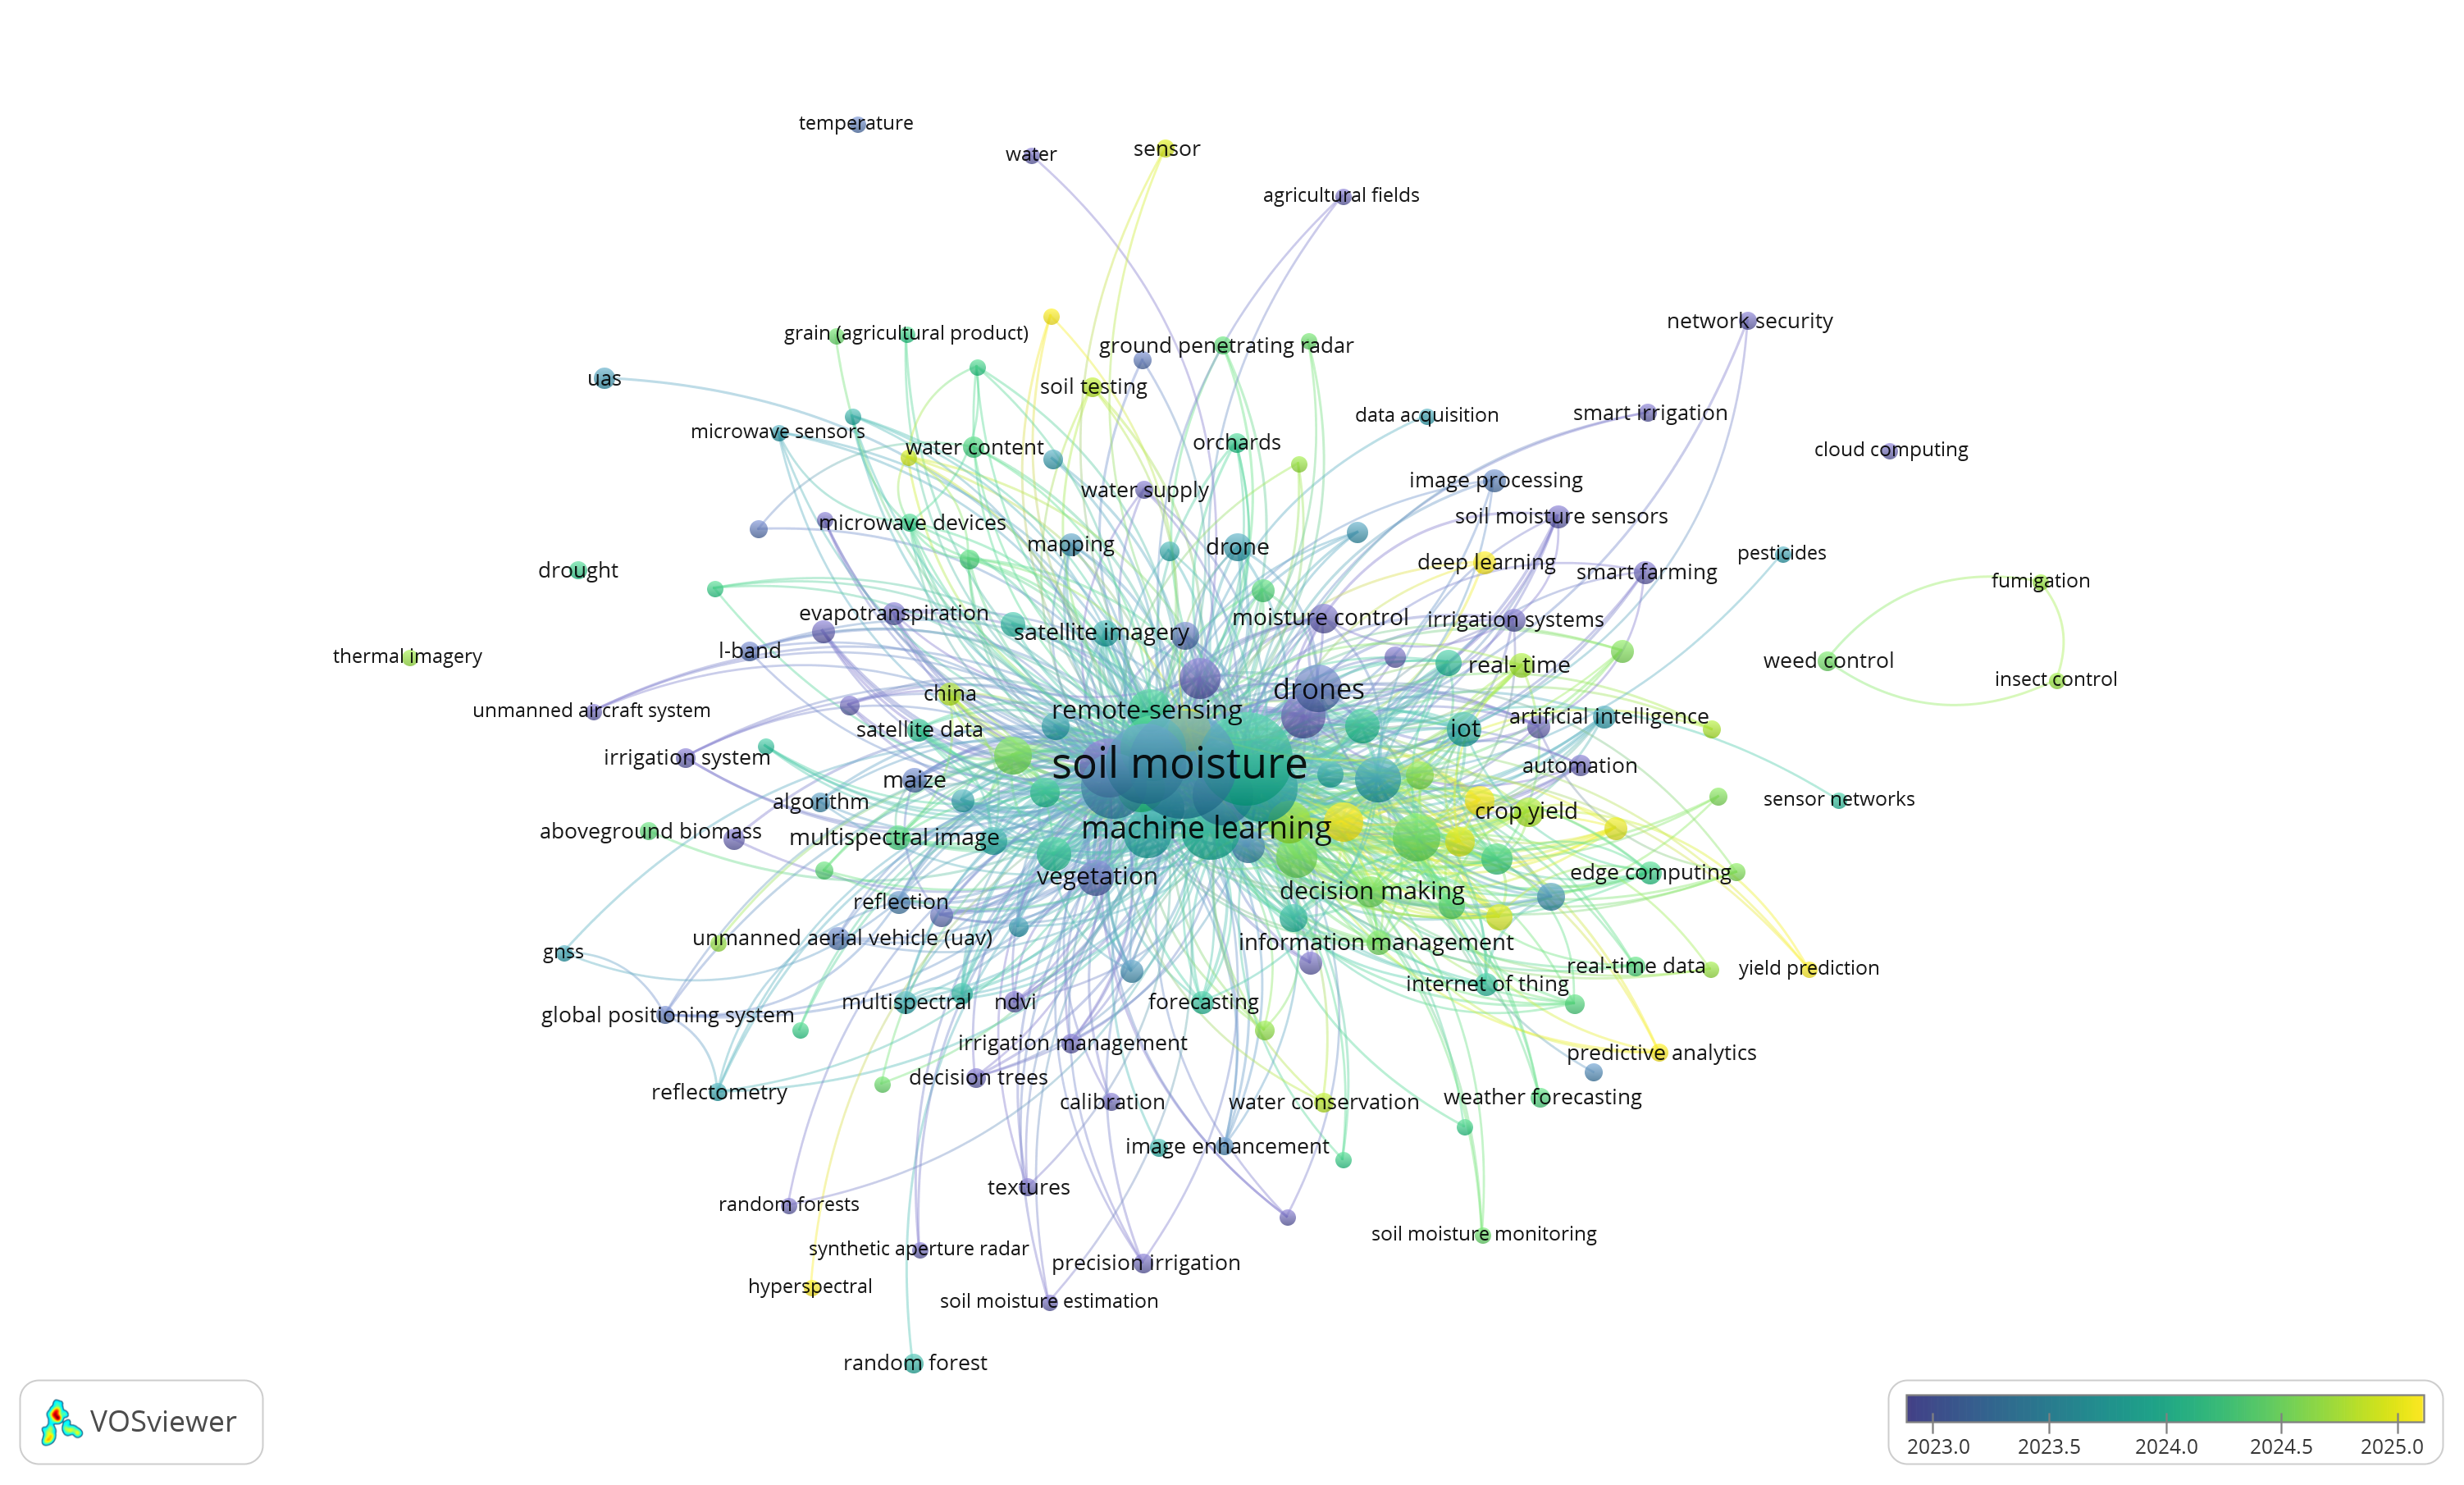 temperature
water
sensor
agricultural fields
network security
grain (agricultural product)
ground penetrating radar
uas
soil testing
data acquisition
smart irrigation
microwave sensors
water content
orchards
cloud computing
image processing
water supply
soil moisture sensors
microwave devices
mapping
drone
pesticides
deep learning
drought
smart farming
fumigation
evapotranspiration
moisture control
irrigation systems
satellite imagery
l-band
thermal imagery
weed control
real- time
insect control
drones
china
unmanned aircraft system
remote-sensing
artificial intelligence
satellite data
iot
irrigation system
soil moisture
automation
maize
algorithm
sensor networks
crop yield
aboveground biomass
multispectral image
machine learning
vegetation
edge computing
decision making
reflection
unmanned aerial vehicle (uav)
information management
gnss
real-time data
yield prediction
internet of thing
multispectral
ndvi
forecasting
global positioning system
irrigation management
predictive analytics
decision trees
reflectometry
calibration
water conservation
weather forecasting
image enhancement
textures
random forests
soil moisture monitoring
synthetic aperture radar
precision irrigation
hyperspectral
soil moisture estimation
random forest
VOSviewer
2023.0 2023.5 2024.0 2024.5 2025.0